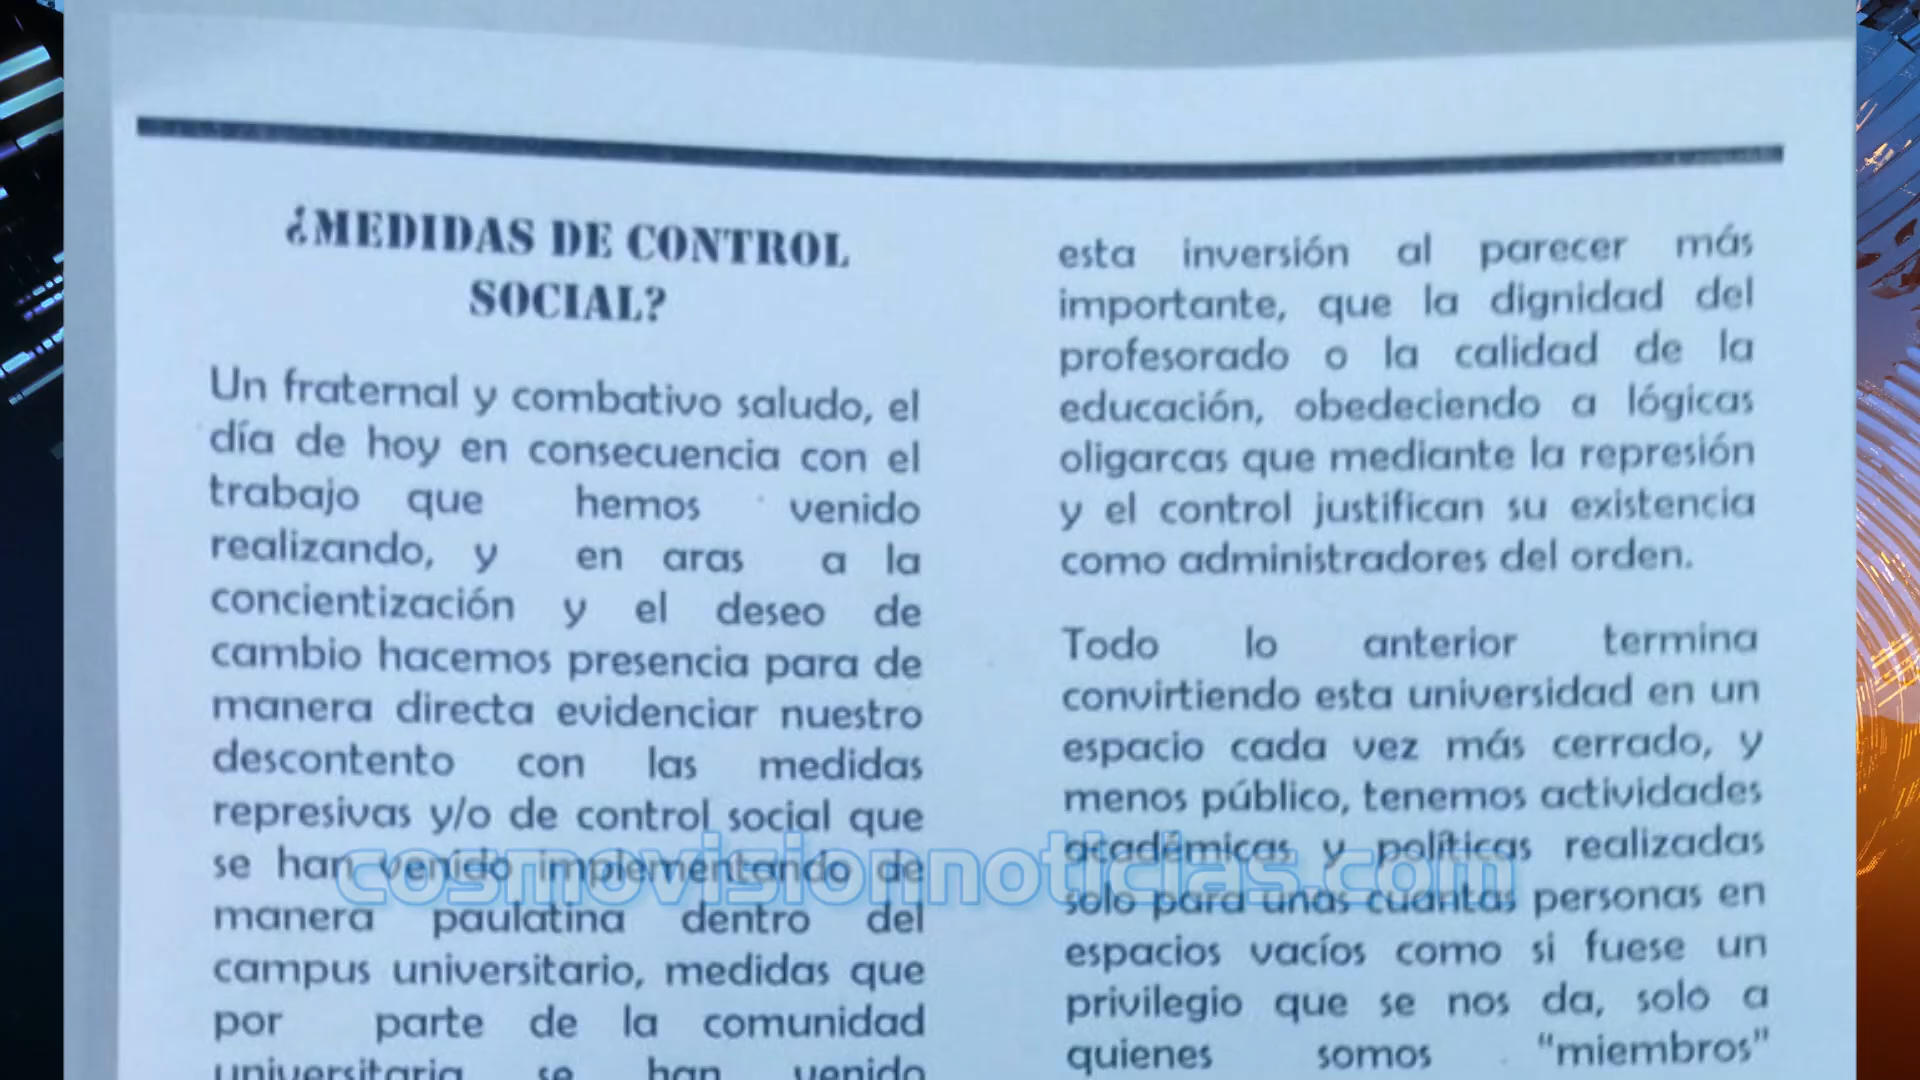 ¿MEDIDAS DE CONTROL
SOCIAL?
Un fraternal y combativo saludo, el
día de hoy en consecuencia con el
trabajo que hemos venido
realizando, y en aras a la
concientización y el deseo de
cambio hacemos presencia para de
manera directa evidenciar nuestro
descontento con las medidas
represivas y/o de control social que
se han venido implementando de
manera paulatina dentro del
campus universitario, medidas que
por parte de la comunidad
universitaria se han venido
esta inversión al parecer más
importante, que la dignidad del
profesorado o la calidad de la
educación, obedeciendo a lógicas
oligarcas que mediante la represión
y el control justifican su existencia
como administradores del orden.
Todo lo anterior termina
convirtiendo esta universidad en un
espacio cada vez más cerrado, y
menos público, tenemos actividades
académicas y políticas realizadas
solo para unas cuantas personas en
espacios vacíos como si fuese un
privilegio que se nos da, solo a
quienes somos "miembros"
cosmovisionnoticias.com